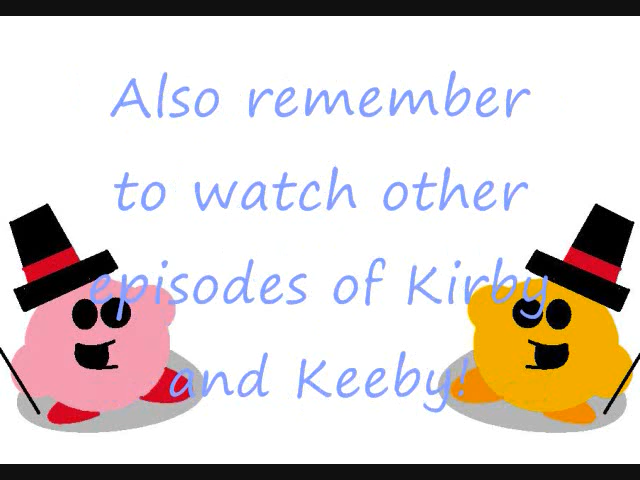 Also remember
to watch other
episodes of Kirby
and Keeby!